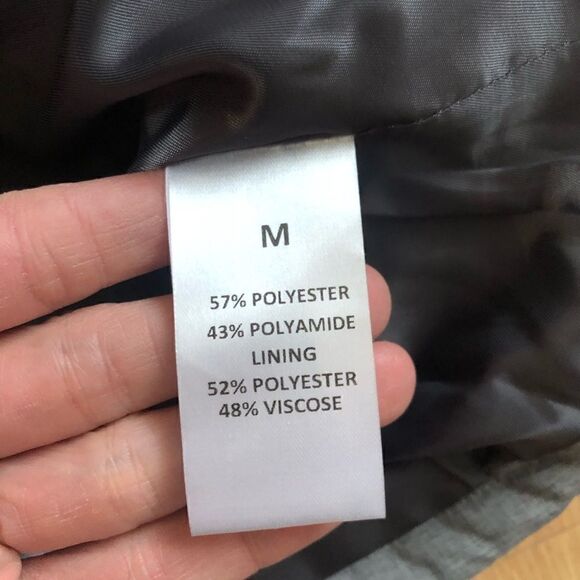 M
57% POLYESTER
43% POLYAMIDE
LINING
52% POLYESTER
48% VISCOSE